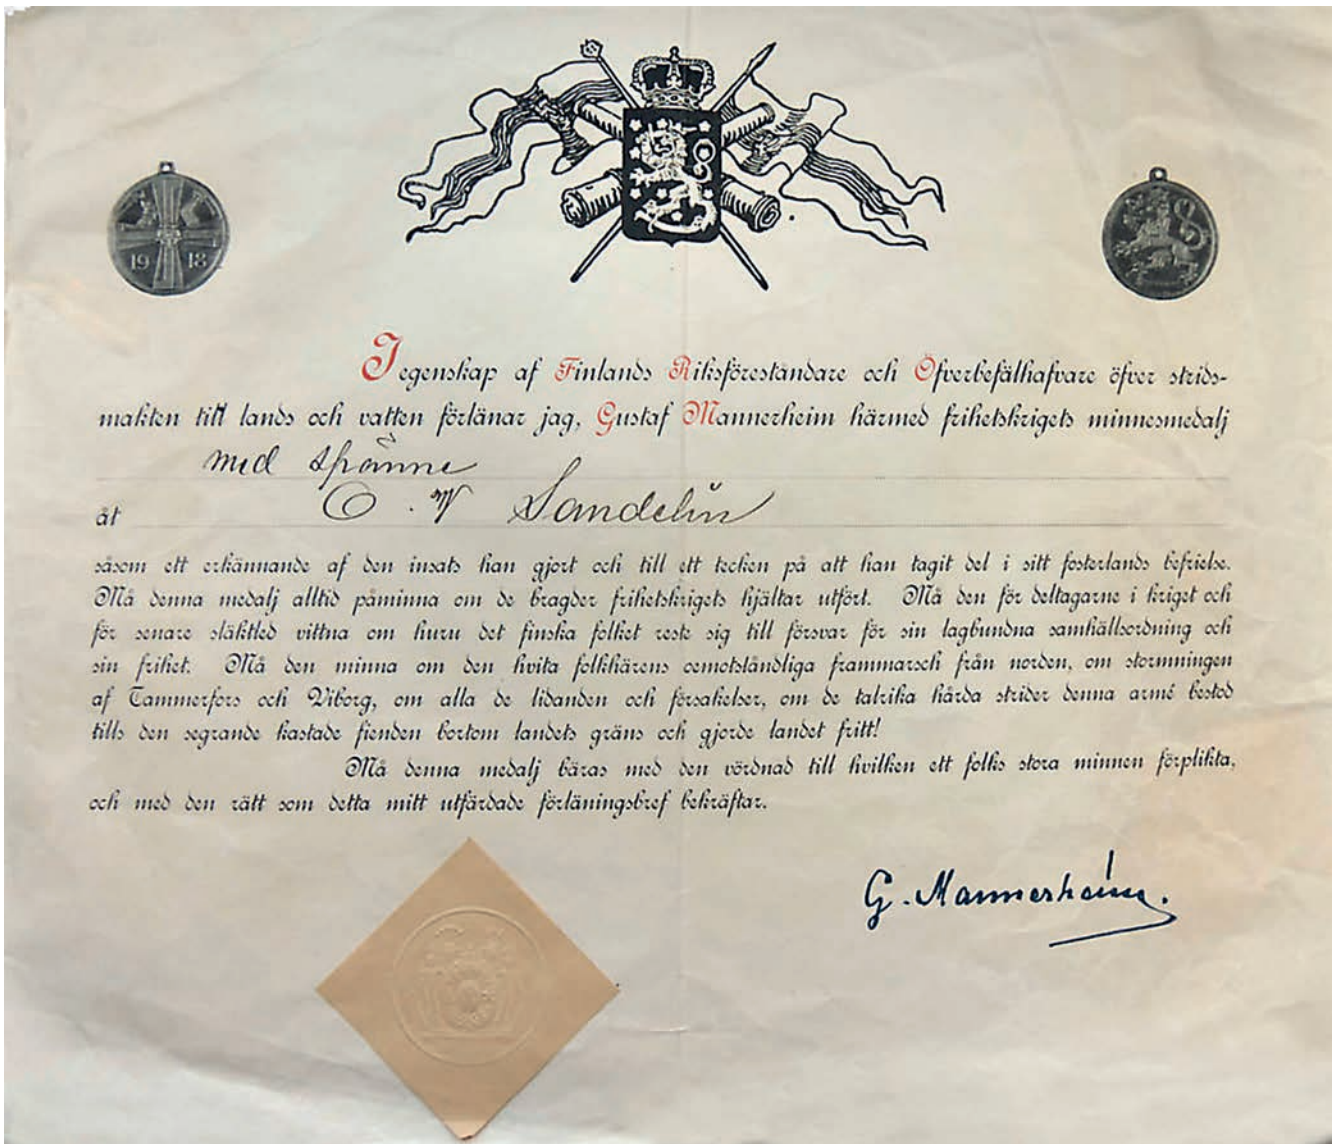 19 18
I egenskap af Finlands Riksföreståndare och Öfverbefälhafvare öfver strids-
makten till lands och vatten förlänar jag, Gustaf Mannerheim härmed frihetskrigets minnesmedalj
med spänne
åt O. W Sandelin
såsom ett erkännande af den insats han gjort och till ett tecken på att han tagit del i sitt fosterlands befrielse.
Må denna medalj alltid påminna om de bragder frihetskrigets hjältar utfört. Må den för deltagarne i kriget och
för senare släktled vittna om huru det finska folket reste sig till försvar för sin lagbundna samhällsordning och
sin frihet. Må den minna om den hvita folkhärens oemotståndliga frammarsch från norden, om stormningen
af Tammerfors och Viborg, om alla de lidanden och försakelser, om de talrika hårda strider denna armé bestod
tills den segrande kastade fienden bortom landets gräns och gjorde landet fritt!
Må denna medalj bäras med den vördnad till hvilken ett folks stora minnen förplikta,
och med den rätt som detta mitt utfärdade förläningsbref bekräftar.
G. Mannerheim.